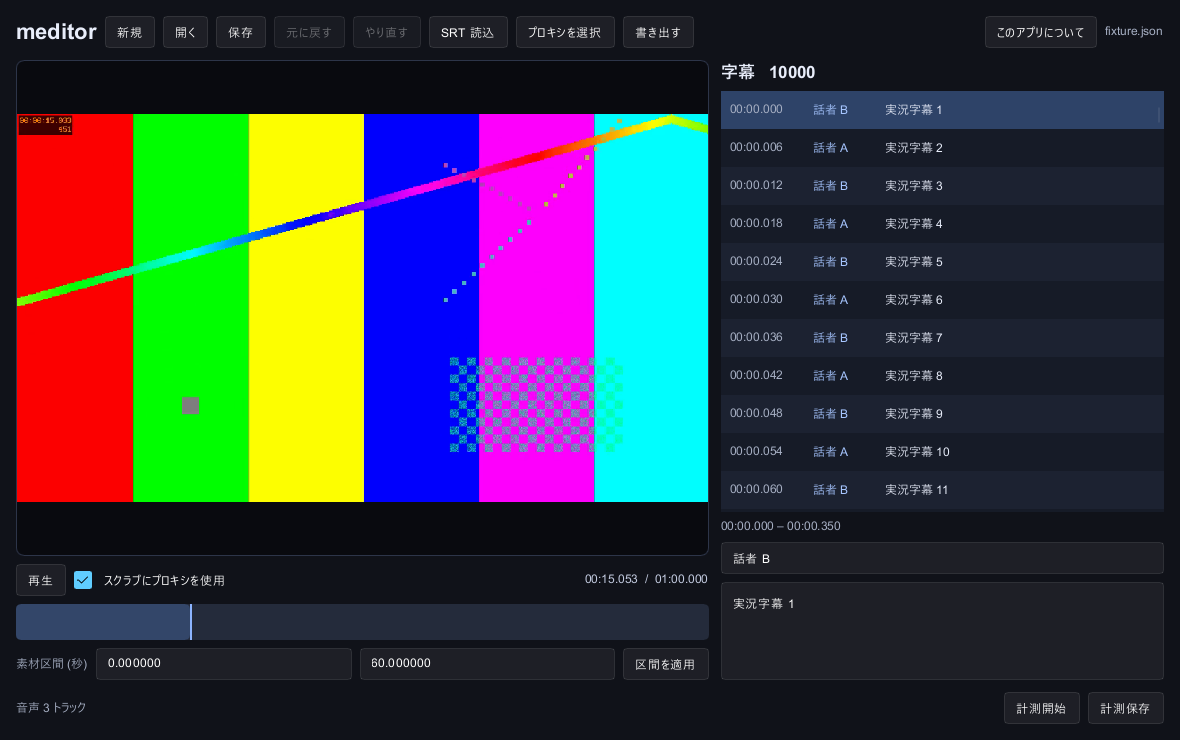 meditor 新規 開く 保存 元に戻す やり直す SRT 読込 プロキシを選択 書き出す このアプリについて fixture.json
字幕 10000
00:00.000 話者 B 実況字幕 1
00:00.006 話者 A 実況字幕 2
00:00.012 話者 B 実況字幕 3
00:00.018 話者 A 実況字幕 4
00:00.024 話者 B 実況字幕 5
00:00.030 話者 A 実況字幕 6
00:00.036 話者 B 実況字幕 7
00:00.042 話者 A 実況字幕 8
00:00.048 話者 B 実況字幕 9
00:00.054 話者 A 実況字幕 10
00:00.060 話者 B 実況字幕 11
00:00.000 – 00:00.350
話者 B
実況字幕 1
再生 スクラブにプロキシを使用 00:15.053 / 01:00.000
素材区間 (秒) 0.000000 60.000000 区間を適用
音声 3 トラック 計測開始 計測保存